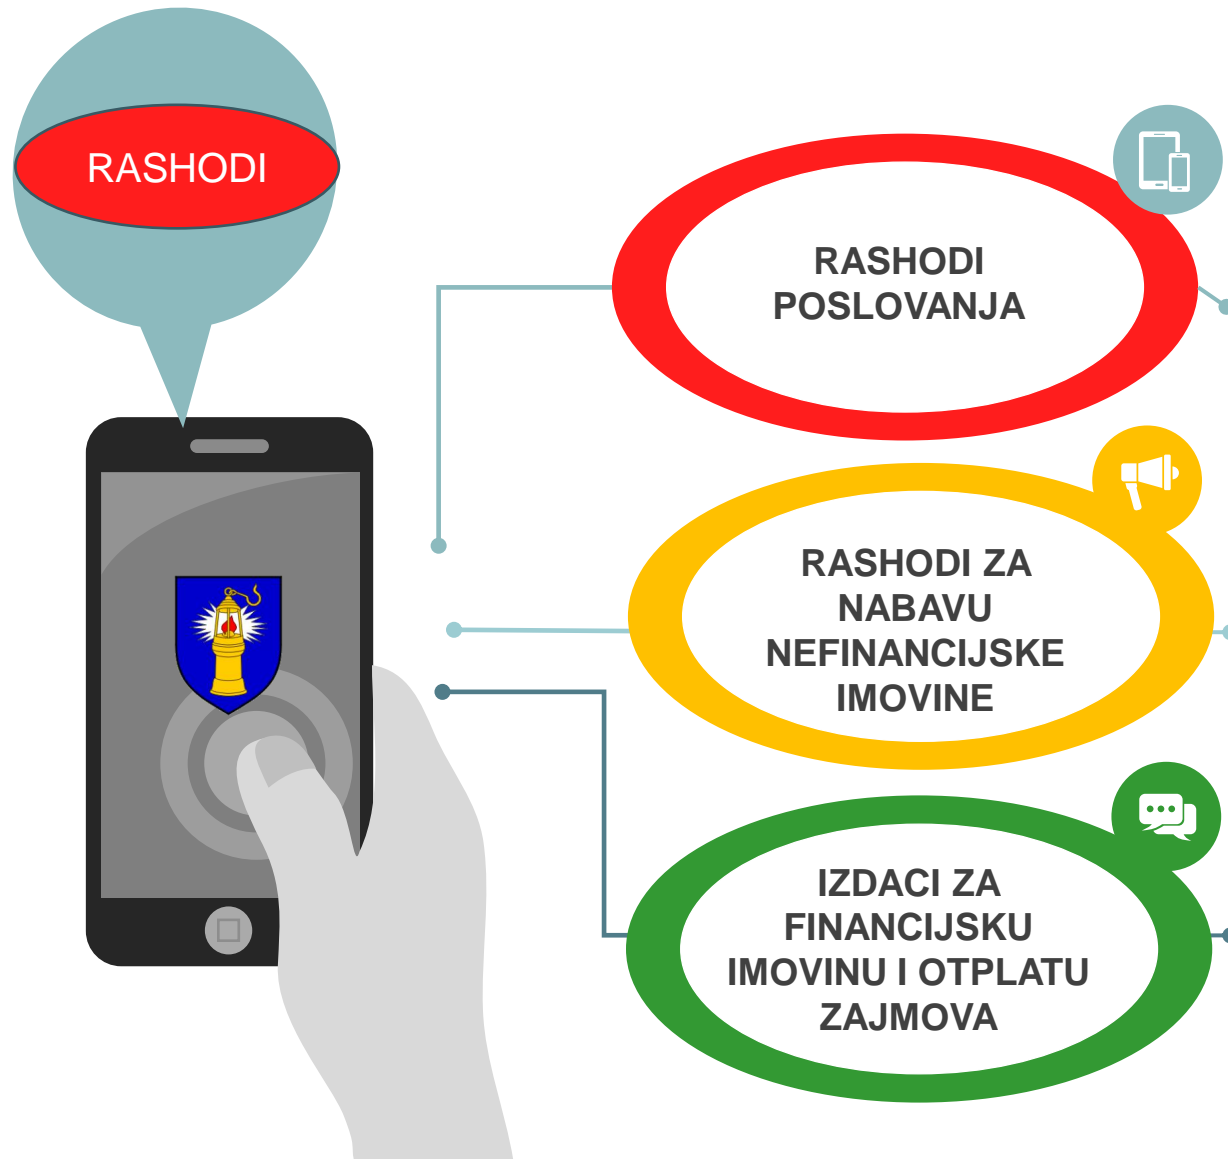 RASHODI
RASHODI
POSLOVANJA
RASHODI ZA
NABAVU
NEFINANCIJSKE
IMOVINE
IZDACI ZA
FINANCIJSKU
IMOVINU I OTPLATU
ZAJMOVA